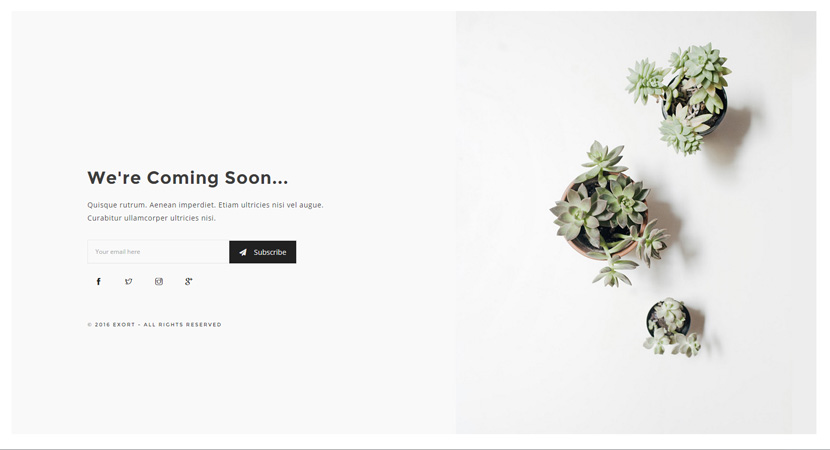 We're Coming Soon...
Quisque rutrum. Aenean imperdiet. Etiam ultricies nisi vel augue.
Curabitur ullamcorper ultricies nisi.
Your email here
Subscribe
© 2016 EXORT - ALL RIGHTS RESERVED